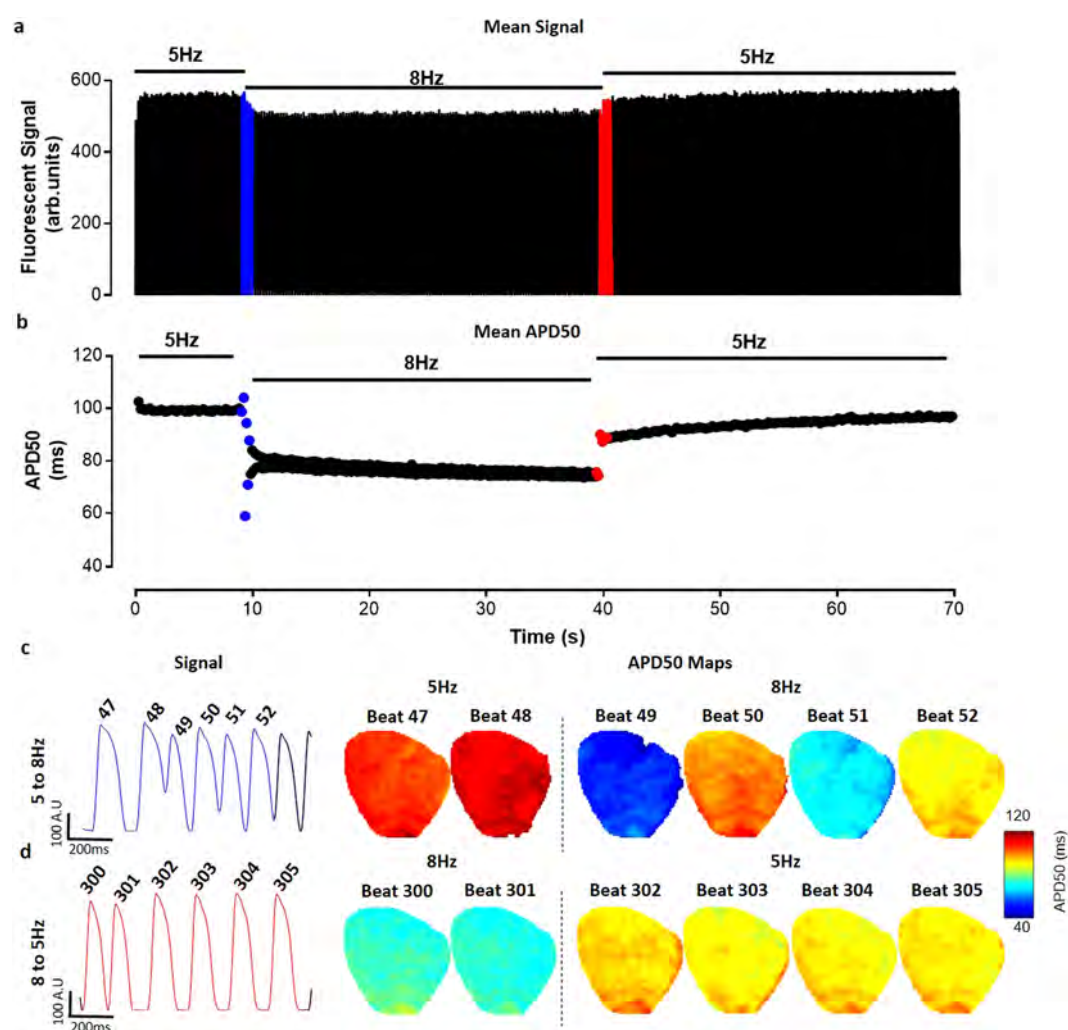 a
Mean Signal
5Hz
8Hz
5Hz
Fluorescent Signal
(arb.units)
600
400
200
0
b
Mean APD50
5Hz
8Hz
5Hz
APD50
(ms)
120
100
80
60
40
0 10 20 30 40 50 60 70
Time (s)
c
Signal
APD50 Maps
5 to 8Hz
47 48 49 50 51 52
100 A.U
200ms
5Hz
8Hz
Beat 47 Beat 48 Beat 49 Beat 50 Beat 51 Beat 52
120
APD50 (ms)
40
d
8 to 5Hz
300 301 302 303 304 305
100 A.U
200ms
8Hz
5Hz
Beat 300 Beat 301 Beat 302 Beat 303 Beat 304 Beat 305